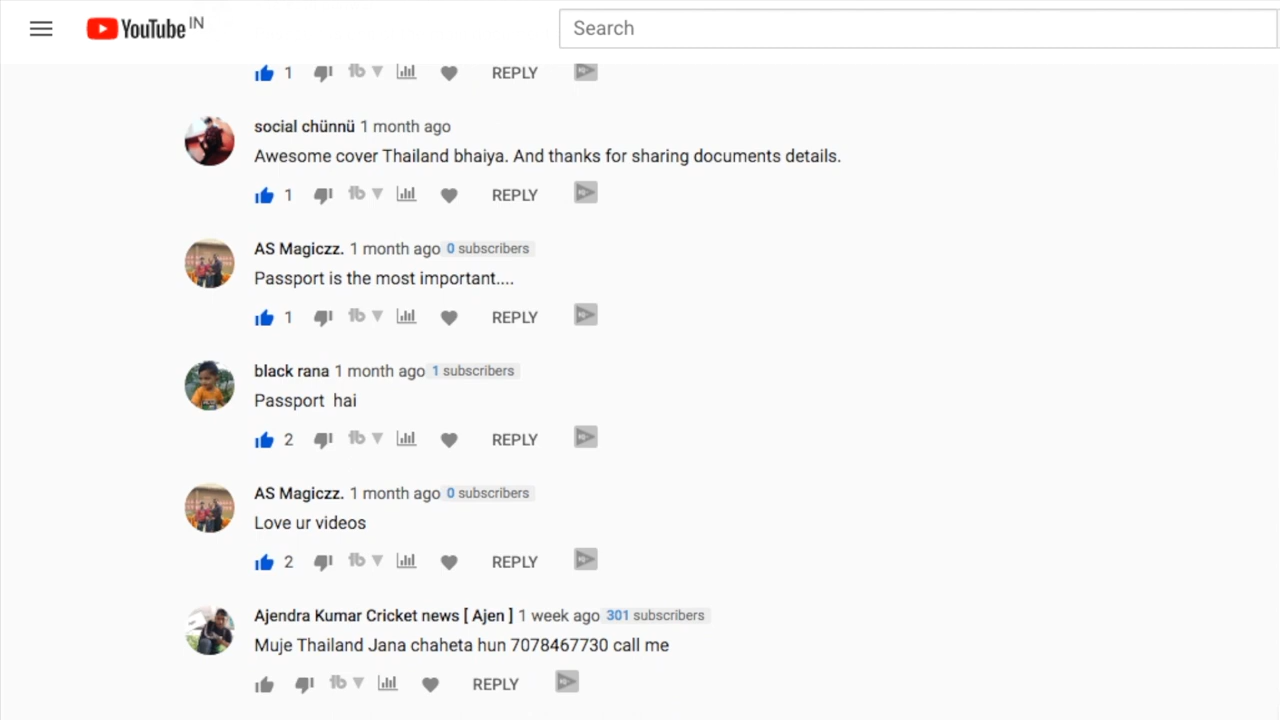 YouTube IN
Search
1 REPLY
social chünnü 1 month ago
Awesome cover Thailand bhaiya. And thanks for sharing documents details.
1 REPLY
AS Magiczz. 1 month ago 0 subscribers
Passport is the most important....
1 REPLY
black rana 1 month ago 1 subscribers
Passport hai
2 REPLY
AS Magiczz. 1 month ago 0 subscribers
Love ur videos
2 REPLY
Ajendra Kumar Cricket news [ Ajen ] 1 week ago 301 subscribers
Muje Thailand Jana chaheta hun 7078467730 call me
REPLY